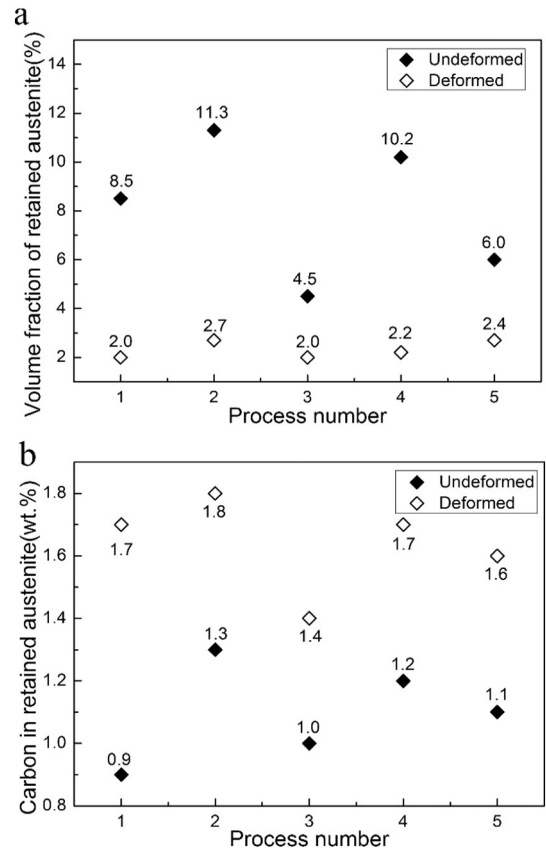 a
Volume fraction of retained austenite(%)
14
12
10
8
6
4
2
Undeformed
Deformed
8.5
11.3
4.5
10.2
6.0
2.0
2.7
2.0
2.2
2.4
1 2 3 4 5
Process number
b
Carbon in retained austenite(wt.%)
1.8
1.6
1.4
1.2
1.0
0.8
Undeformed
Deformed
1.7
1.8
1.4
1.7
1.6
0.9
1.3
1.0
1.2
1.1
1 2 3 4 5
Process number